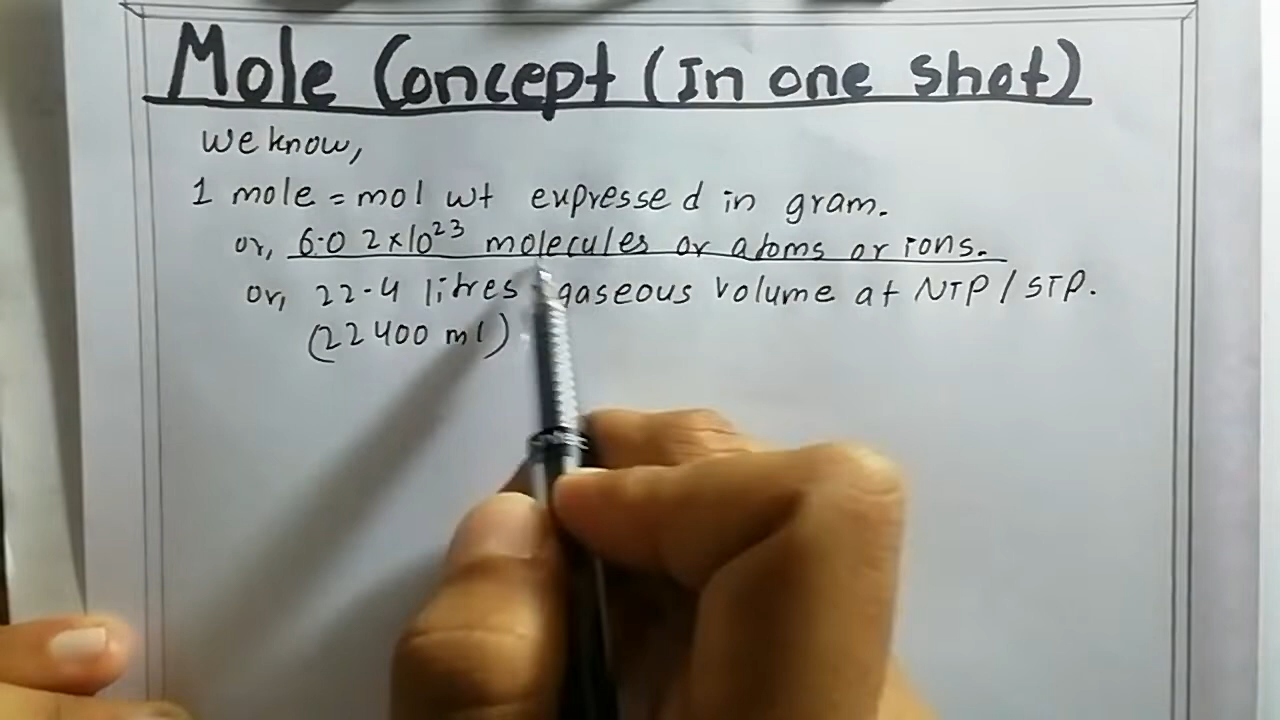 Mole Concept (In one shot)
We know,
1 mole = mol wt expressed in gram.
or, 6.02×10²³ molecules or atoms or ions.
or, 22.4 litres gaseous volume at NTP/STP.
(22400 ml)